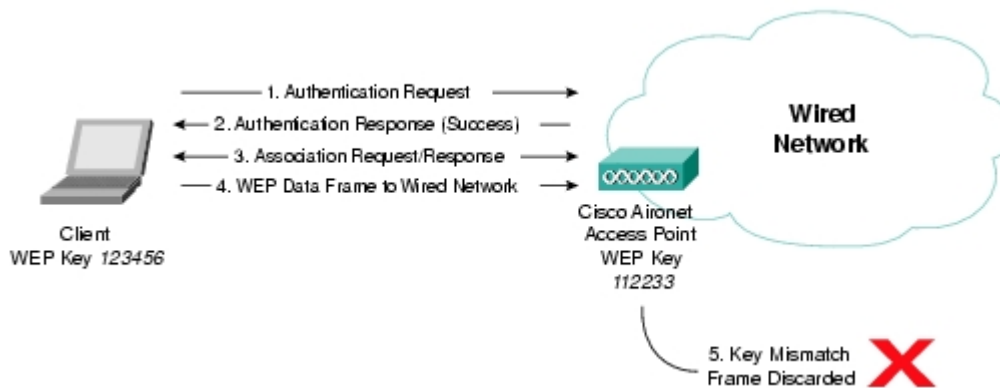 1. Authentication Request
2. Authentication Response (Success)
3. Association Request/Response
4. WEP Data Frame to Wired Network
Wired
Network
Client
WEP Key 123456
Cisco Aironet
Access Point
WEP Key
112233
5. Key Mismatch
Frame Discarded